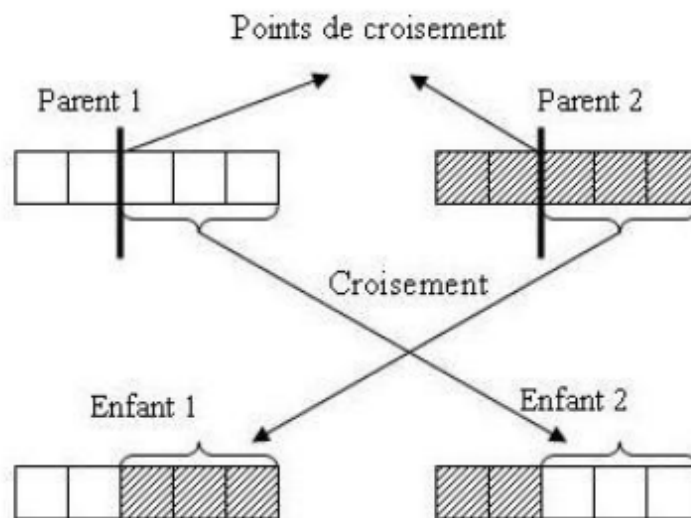 Points de croisement
Parent 1
Parent 2
Croisement
Enfant 1
Enfant 2